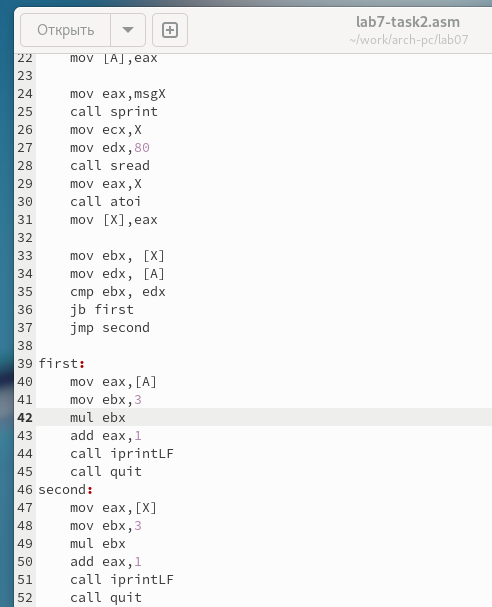 Открыть
lab7-task2.asm
~/work/arch-pc/lab07
22 mov [A],eax
23
24 mov eax,msgX
25 call sprint
26 mov ecx,X
27 mov edx,80
28 call sread
29 mov eax,X
30 call atoi
31 mov [X],eax
32
33 mov ebx, [X]
34 mov edx, [A]
35 cmp ebx, edx
36 jb first
37 jmp second
38
39 first:
40 mov eax,[A]
41 mov ebx,3
42 mul ebx
43 add eax,1
44 call iprintLF
45 call quit
46 second:
47 mov eax,[X]
48 mov ebx,3
49 mul ebx
50 add eax,1
51 call iprintLF
52 call quit